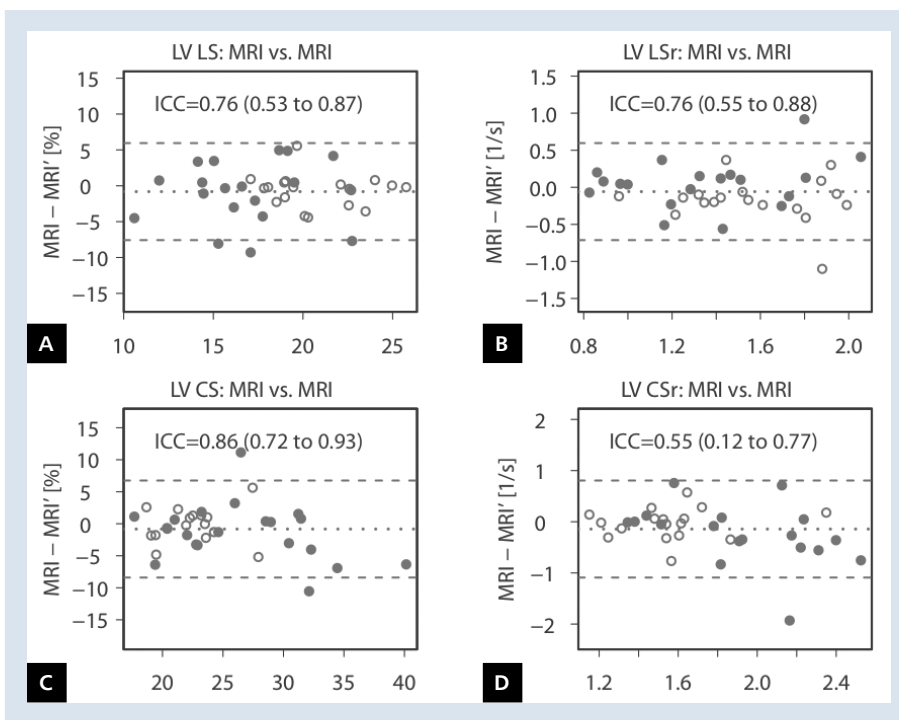 LV LS: MRI vs. MRI
ICC=0.76 (0.53 to 0.87)
MRI – MRI′ [%]
15
10
5
0
−5
−10
−15
10 15 20 25
A
LV LSr: MRI vs. MRI
ICC=0.76 (0.55 to 0.88)
MRI – MRI′ [1/s]
1.5
1.0
0.5
0.0
−0.5
−1.0
−1.5
0.8 1.2 1.6 2.0
B
LV CS: MRI vs. MRI
ICC=0.86 (0.72 to 0.93)
MRI – MRI′ [%]
15
10
5
0
−5
−10
−15
20 25 30 35 40
C
LV CSr: MRI vs. MRI
ICC=0.55 (0.12 to 0.77)
MRI – MRI′ [1/s]
2
1
0
−1
−2
1.2 1.6 2.0 2.4
D